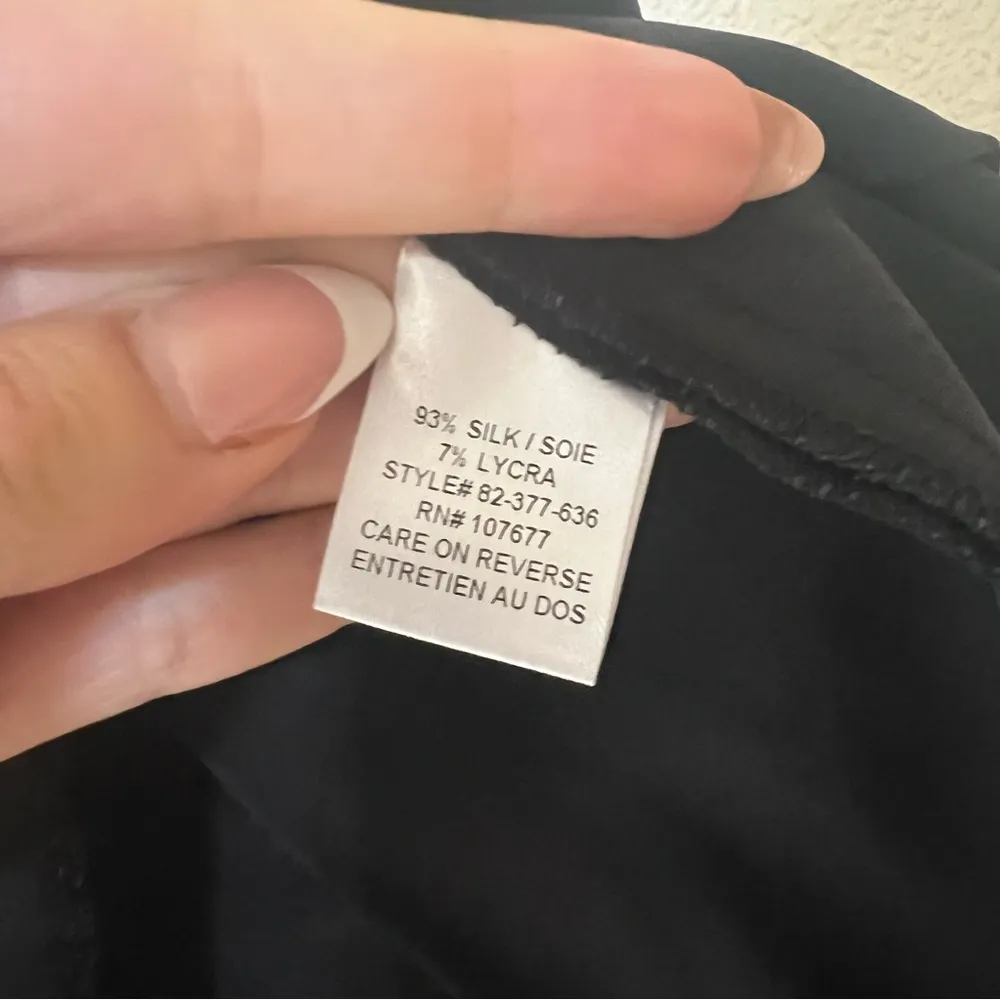 93% SILK / SOIE
7% LYCRA
STYLE# 82-377-636
RN# 107677
CARE ON REVERSE
ENTRETIEN AU DOS